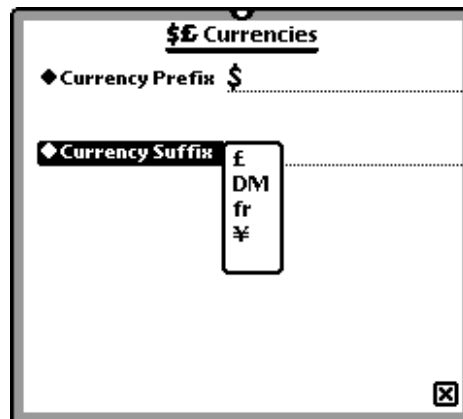 $£ Currencies
◆Currency Prefix $
◆Currency Suffix
£
DM
fr
¥